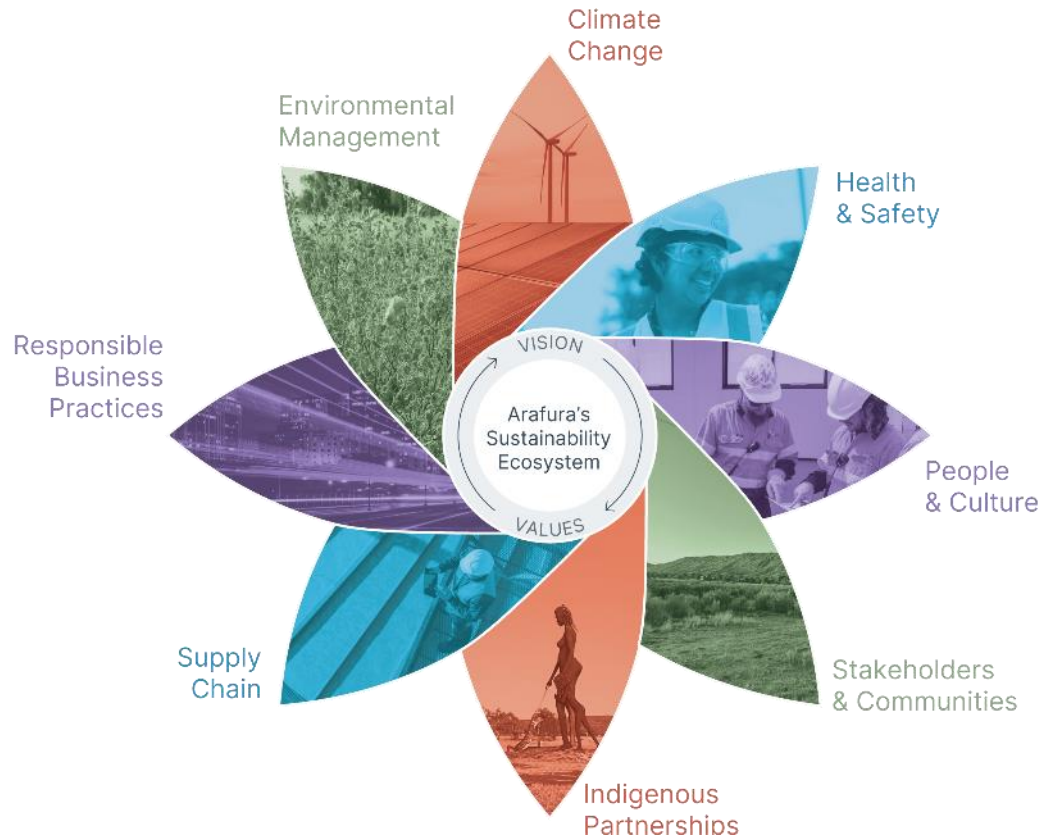 Climate
Change
Environmental
Management
Health
& Safety
Responsible
Business
Practices
VISION
Arafura's
Sustainability
Ecosystem
VALUES
People
& Culture
Supply
Chain
Stakeholders
& Communities
Indigenous
Partnerships